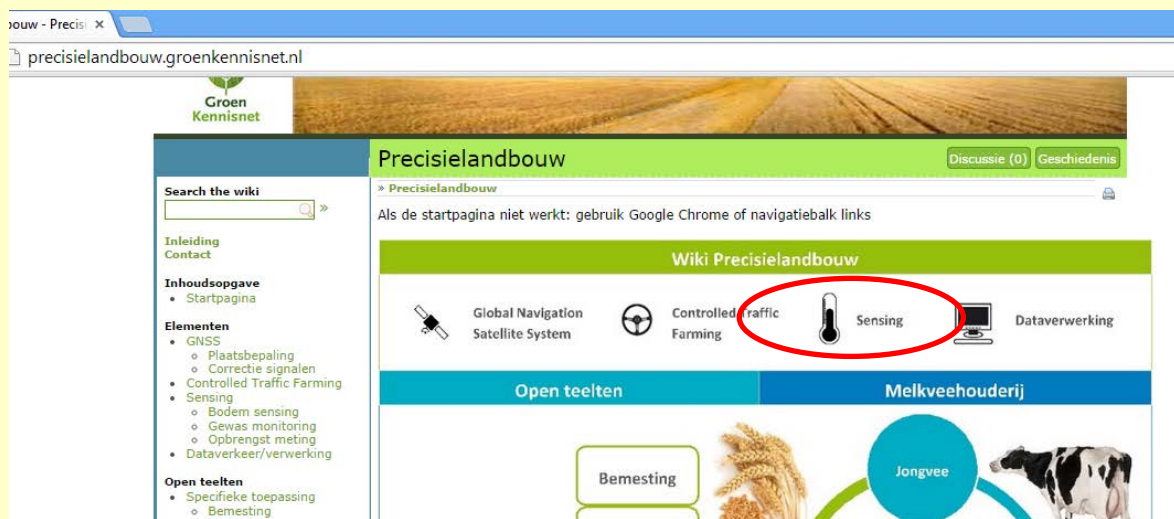 bouw - Precis
precisielandbouw.groenkennisnet.nl
Groen
Kennisnet
Precisielandbouw
Discussie (0)
Geschiedenis
Search the wiki
»
Inleiding
Contact
Inhoudsopgave
• Startpagina
Elementen
• GNSS
○ Plaatsbepaling
○ Correctie signalen
• Controlled Traffic Farming
• Sensing
○ Bodem sensing
○ Gewas monitoring
○ Opbrengst meting
• Dataverkeer/verwerking
Open teelten
• Specifieke toepassing
○ Bemesting
» Precisielandbouw
Als de startpagina niet werkt: gebruik Google Chrome of navigatiebalk links
Wiki Precisielandbouw
Global Navigation
Satellite System
Controlled Traffic
Farming
Sensing
Dataverwerking
Open teelten
Melkveehouderij
Bemesting
Jongvee